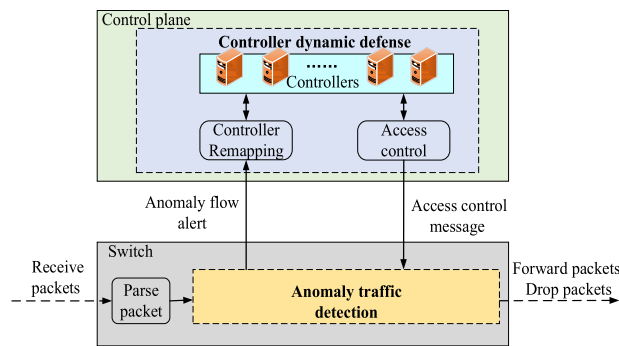 Control plane
Controller dynamic defense
......
Controllers
Controller
Remapping
Access
control
Anomaly flow
alert
Access control
message
Switch
Receive
packets
Parse
packet
Anomaly traffic
detection
Forward packets
Drop packets